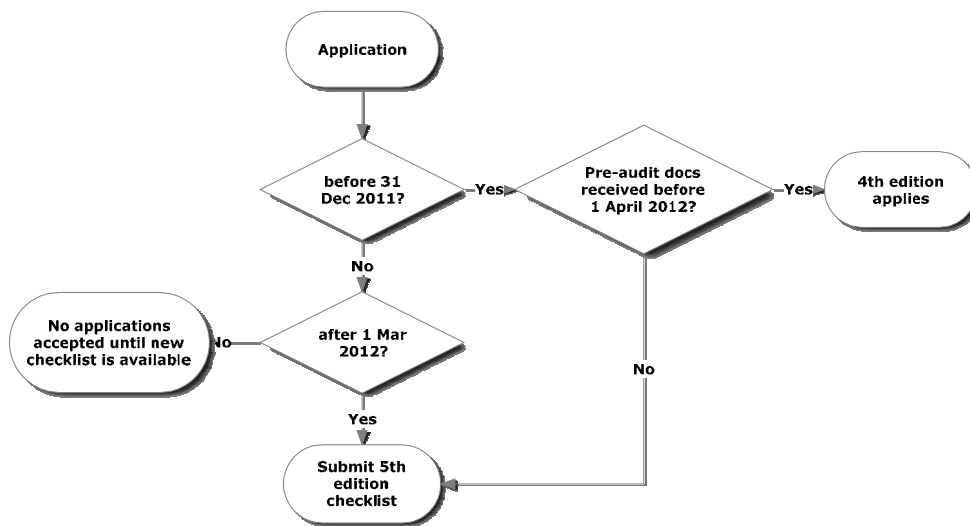 Application
before 31
Dec 2011?
Yes
Pre-audit docs
received before
1 April 2012?
Yes
4th edition
applies
No
No applications
accepted until new
checklist is available
No
after 1 Mar
2012?
No
Yes
Submit 5th
edition
checklist